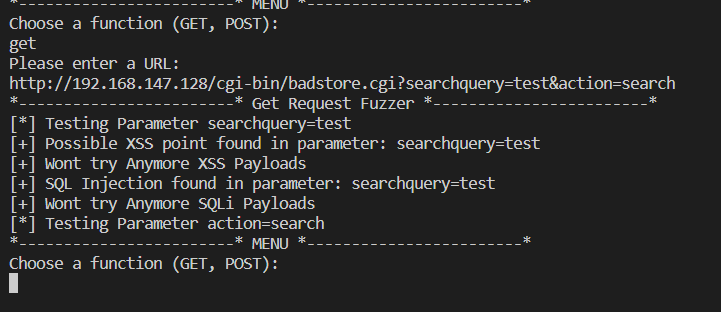 *------------------------* MENU *------------------------*
Choose a function (GET, POST):
get
Please enter a URL:
http://192.168.147.128/cgi-bin/badstore.cgi?searchquery=test&action=search
*------------------------* Get Request Fuzzer *------------------------*
[*] Testing Parameter searchquery=test
[+] Possible XSS point found in parameter: searchquery=test
[+] Wont try Anymore XSS Payloads
[+] SQL Injection found in parameter: searchquery=test
[+] Wont try Anymore SQLi Payloads
[*] Testing Parameter action=search
*------------------------* MENU *------------------------*
Choose a function (GET, POST):